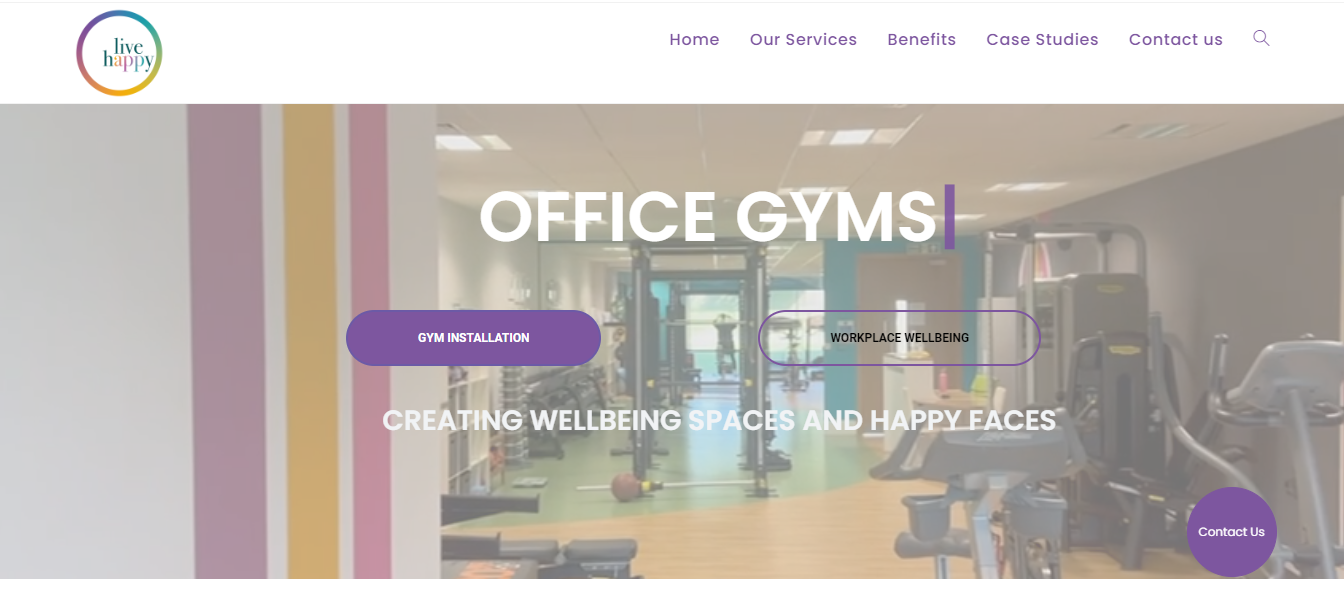 live
happy
Home Our Services Benefits Case Studies Contact us
OFFICE GYMS
GYM INSTALLATION WORKPLACE WELLBEING
CREATING WELLBEING SPACES AND HAPPY FACES
Contact Us